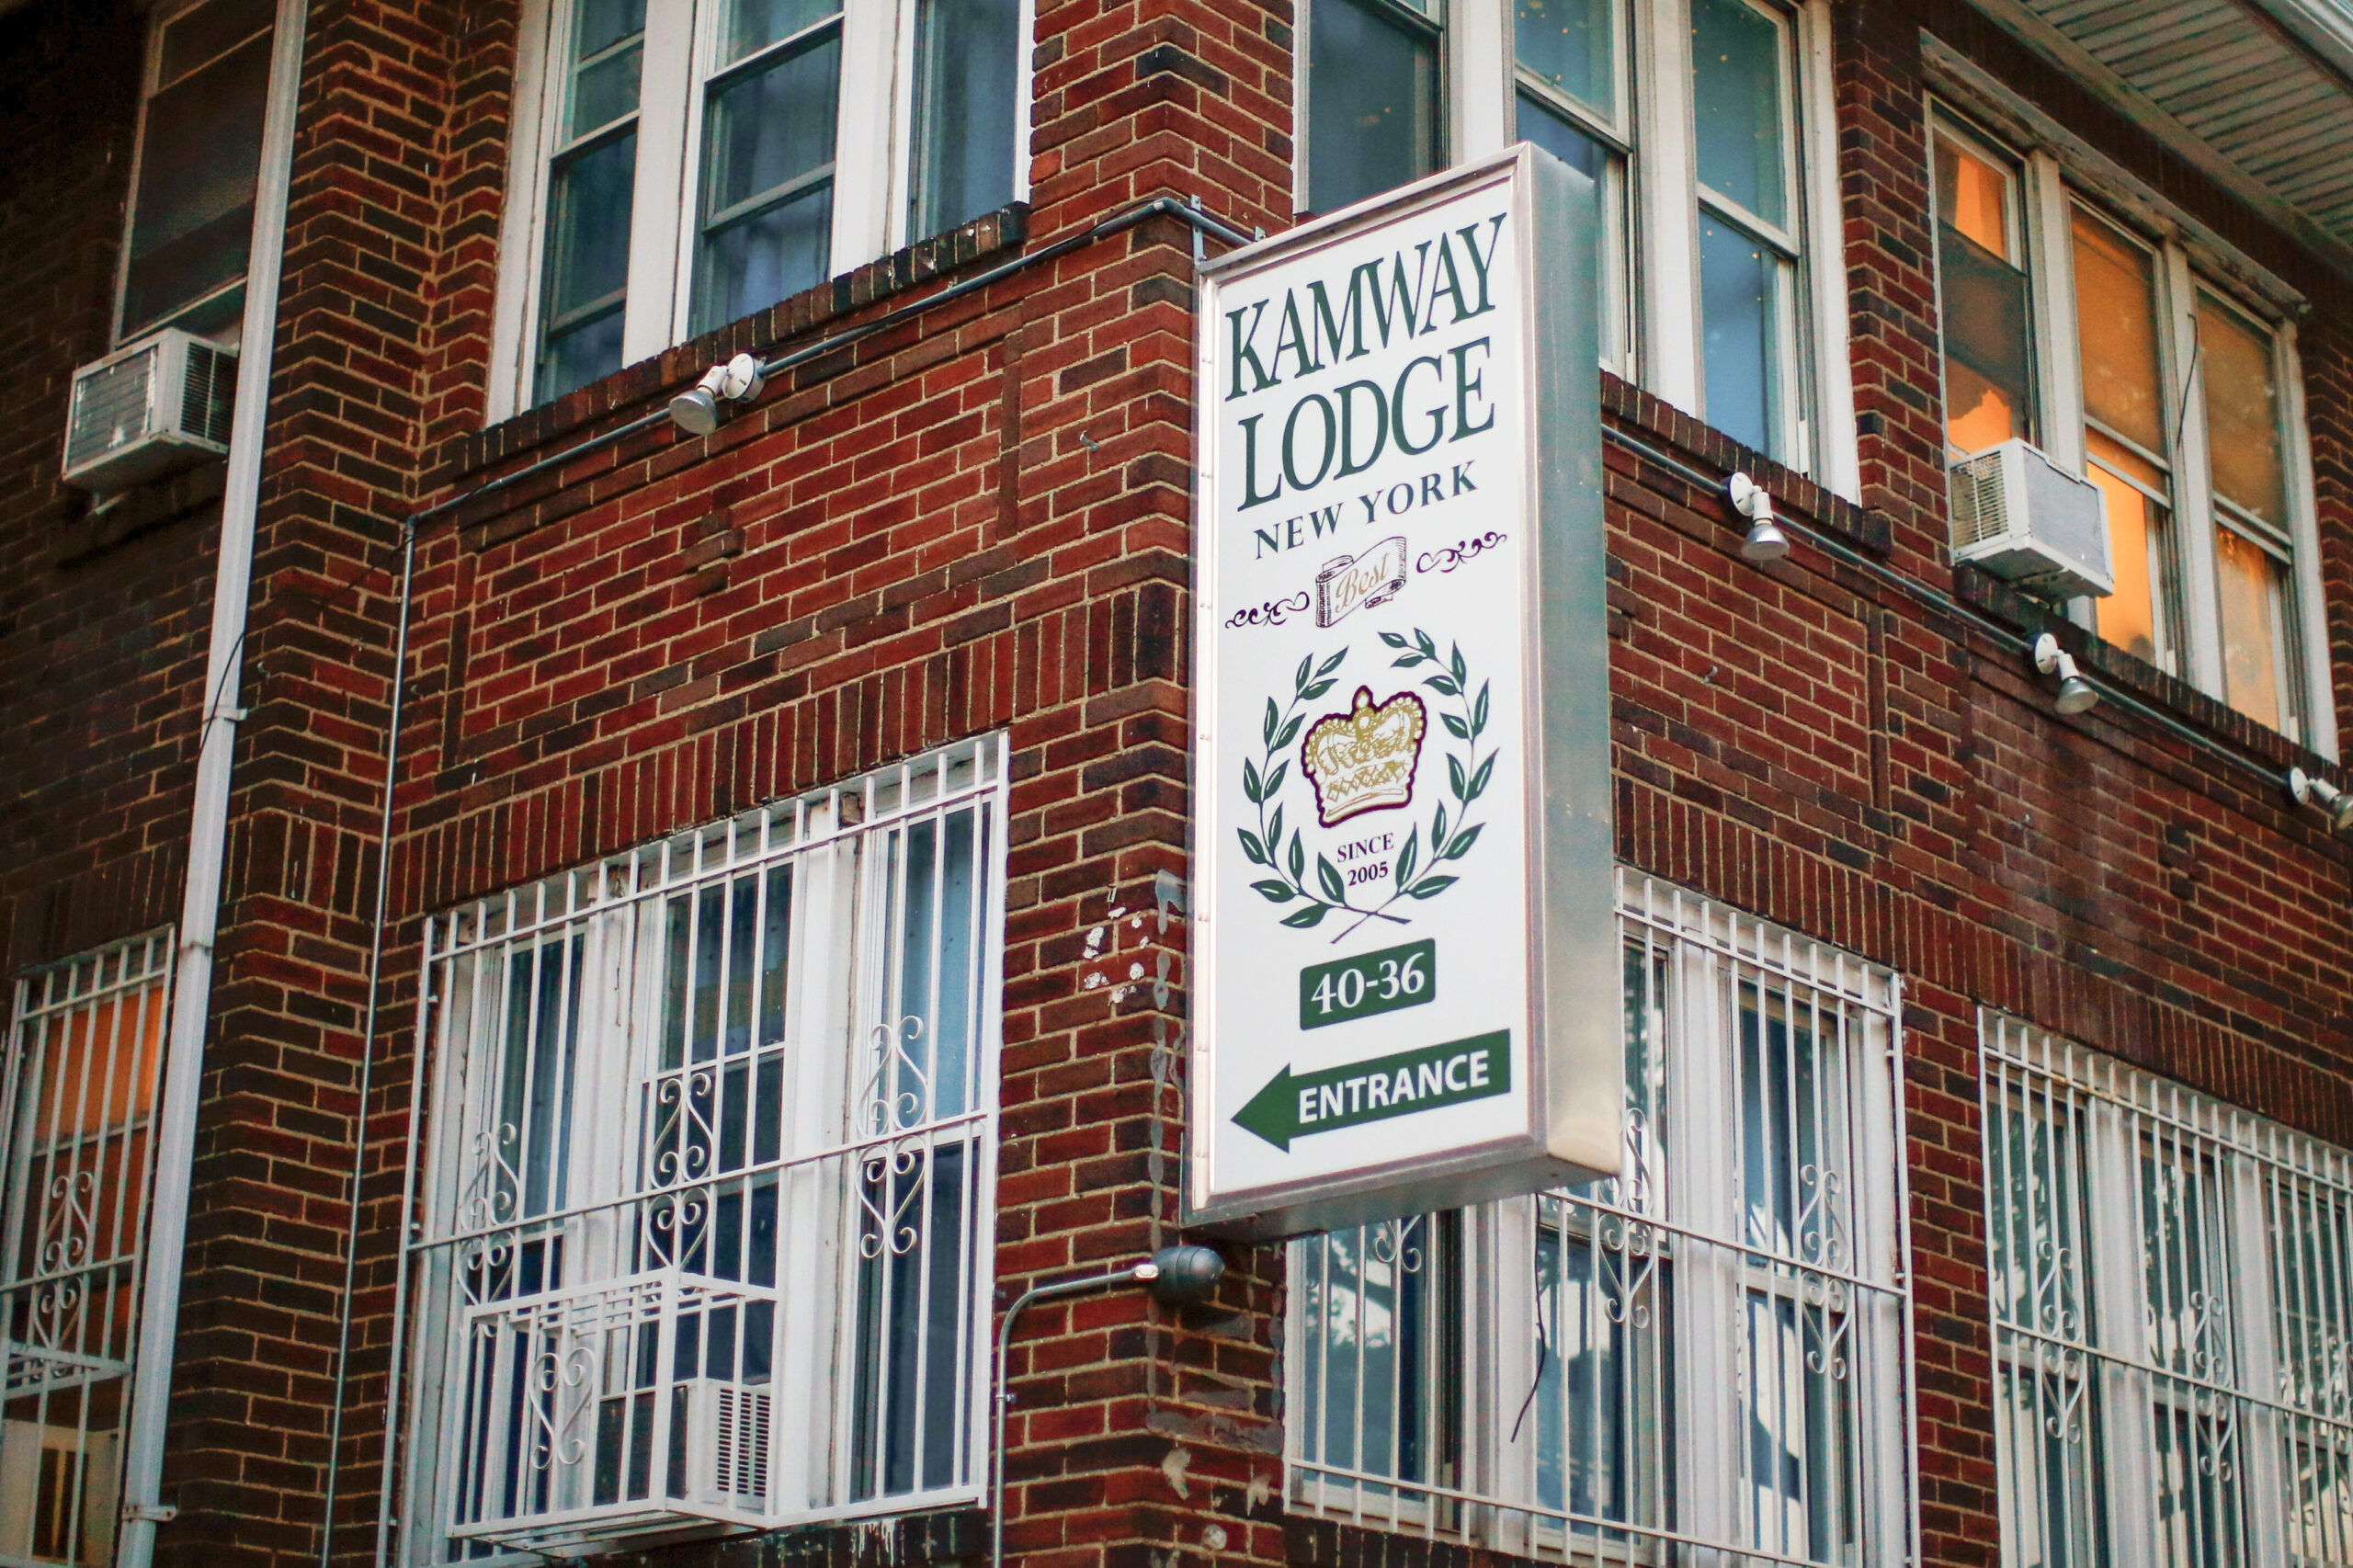 KAMWAY
LODGE
NEW YORK
Best
SINCE
2005
40-36
ENTRANCE